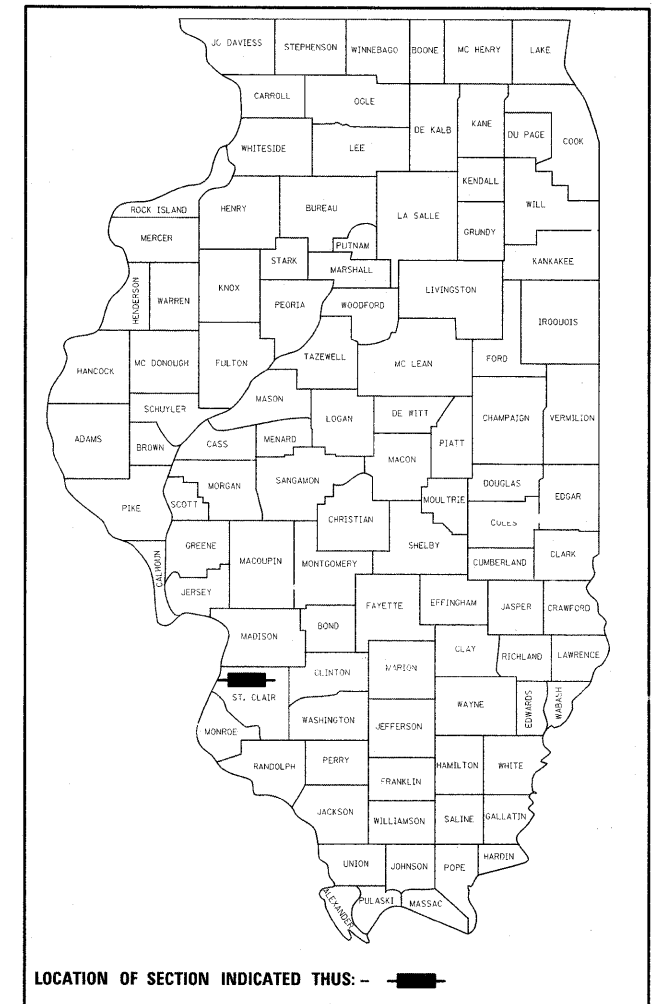 JO DAVIESS STEPHENSON WINNEBAGO BOONE MC HENRY LAKE
CARROLL OGLE DE KALB KANE DU PAGE COOK
WHITESIDE LEE KENDALL
ROCK ISLAND HENRY BUREAU LA SALLE WILL
MERCER PUTNAM GRUNDY
STARK MARSHALL KANKAKEE
HENDERSON WARREN KNOX PEORIA WOODFORD LIVINGSTON IROQUOIS
HANCOCK MC DONOUGH FULTON TAZEWELL MC LEAN FORD
SCHUYLER MASON LOGAN DE WITT CHAMPAIGN VERMILION
ADAMS BROWN CASS MENARD MACON PIATT
MORGAN SANGAMON DOUGLAS EDGAR
PIKE SCOTT CHRISTIAN MOULTRIE COLES
GREENE MACOUPIN MONTGOMERY SHELBY CUMBERLAND CLARK
CALHOUN JERSEY FAYETTE EFFINGHAM JASPER CRAWFORD
MADISON BOND CLAY RICHLAND LAWRENCE
CLINTON MARION
ST. CLAIR WAYNE EDWARDS WABASH
MONROE WASHINGTON JEFFERSON
RANDOLPH PERRY HAMILTON WHITE
FRANKLIN
JACKSON WILLIAMSON SALINE GALLATIN
UNION JOHNSON POPE HARDIN
ALEXANDER PULASKI MASSAC
LOCATION OF SECTION INDICATED THUS: -